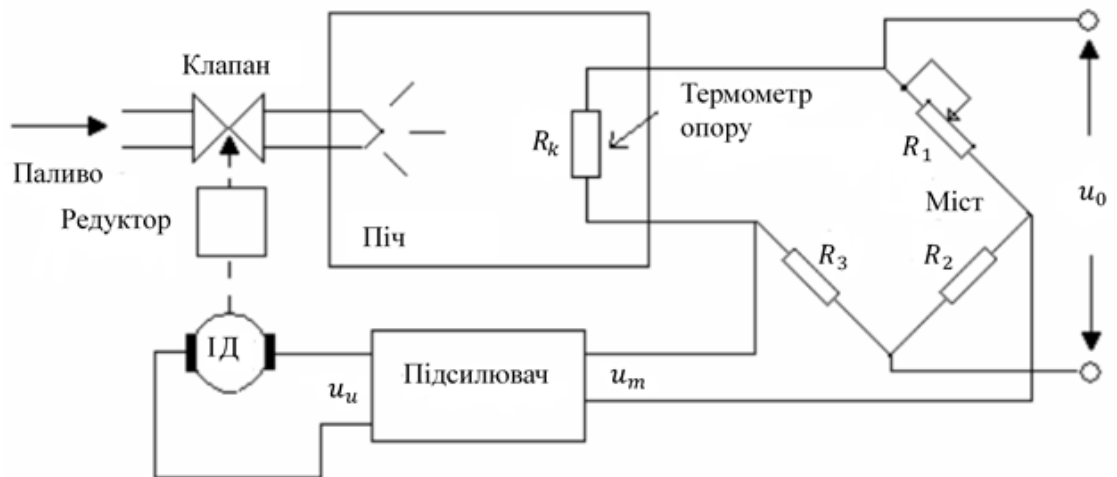 Клапан
Термометр
опору
R_k
R_1
Паливо
Міст
u_0
Редуктор
Піч
R_3
R_2
ІД
Підсилювач
u_u
u_m